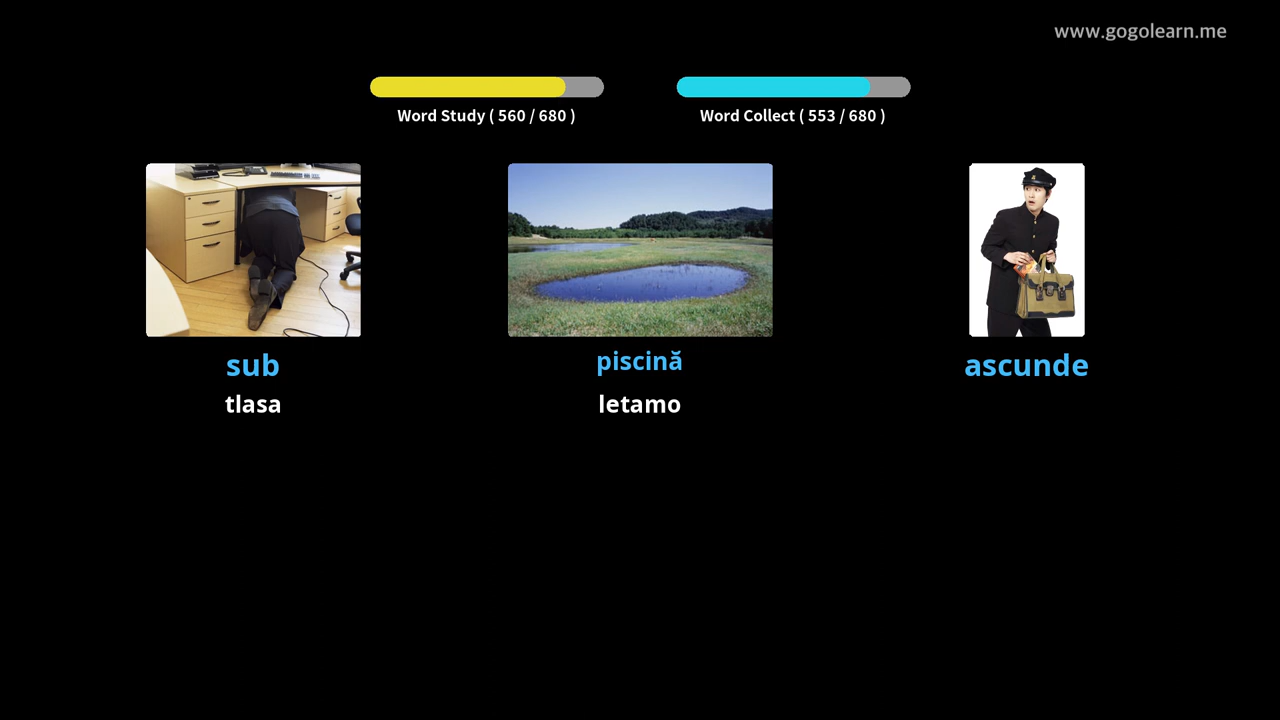 www.gogolearn.me
Word Study ( 560 / 680 )
Word Collect ( 553 / 680 )
sub
piscină
ascunde
tlasa
letamo